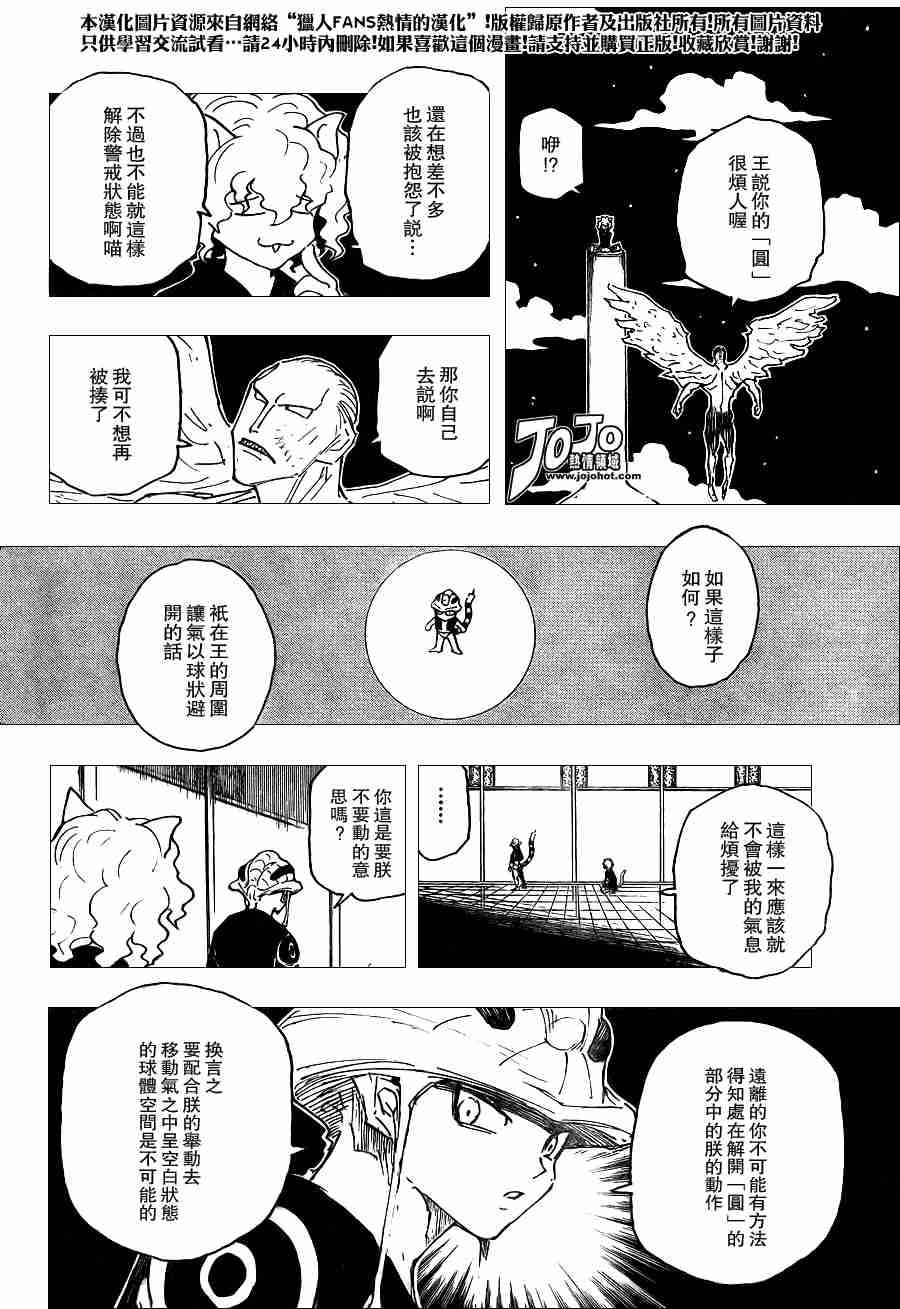 本漢化圖片資源來自網絡“獵人FANS熱情的漢化”!版權歸原作者及出版社所有!所有圖片資料
只供學習交流試看…請24小時內刪除!如果喜歡這個漫畫!請支持並購買正版!收藏欣賞!謝謝!
王説你的「圓」
很煩人喔
咿!?
還在想差不多
也該被抱怨了説…
不過也不能就這樣
解除警戒狀態啊喵
JOJO
熱情領域
www.jojohot.com
那你自己
去説啊
我可不想再
被揍了
如果這樣子
如何?
衹在王的周圍
讓氣以球狀避
開的話
這樣一來應該就
不會被我的氣息
給煩擾了
……
你這是要朕
不要動的意
思嗎?
遠離的你不可能有方法
得知處在解開「圓」的
部分中的朕的動作
換言之
要配合朕的舉動去
移動氣之中呈空白狀態
的球體空間是不可能的